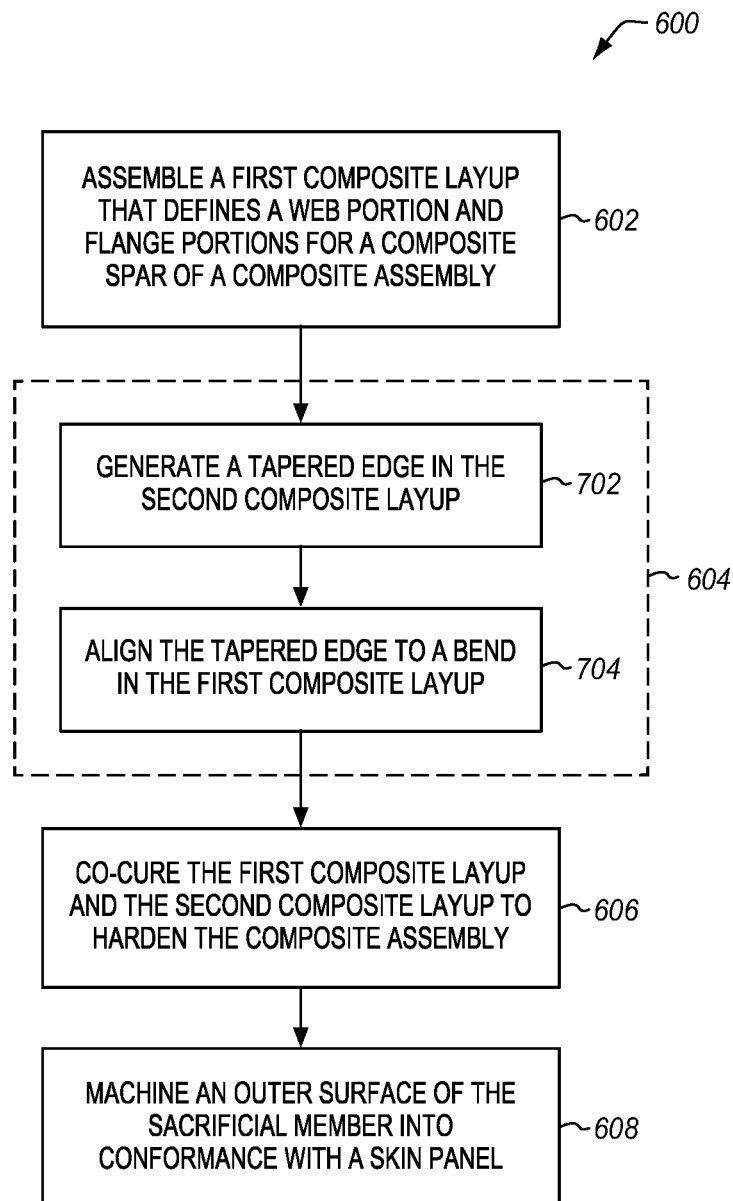 600
ASSEMBLE A FIRST COMPOSITE LAYUP
THAT DEFINES A WEB PORTION AND
FLANGE PORTIONS FOR A COMPOSITE
SPAR OF A COMPOSITE ASSEMBLY
602
GENERATE A TAPERED EDGE IN THE
SECOND COMPOSITE LAYUP
702
604
ALIGN THE TAPERED EDGE TO A BEND
IN THE FIRST COMPOSITE LAYUP
704
CO-CURE THE FIRST COMPOSITE LAYUP
AND THE SECOND COMPOSITE LAYUP TO
HARDEN THE COMPOSITE ASSEMBLY
606
MACHINE AN OUTER SURFACE OF THE
SACRIFICIAL MEMBER INTO
CONFORMANCE WITH A SKIN PANEL
608